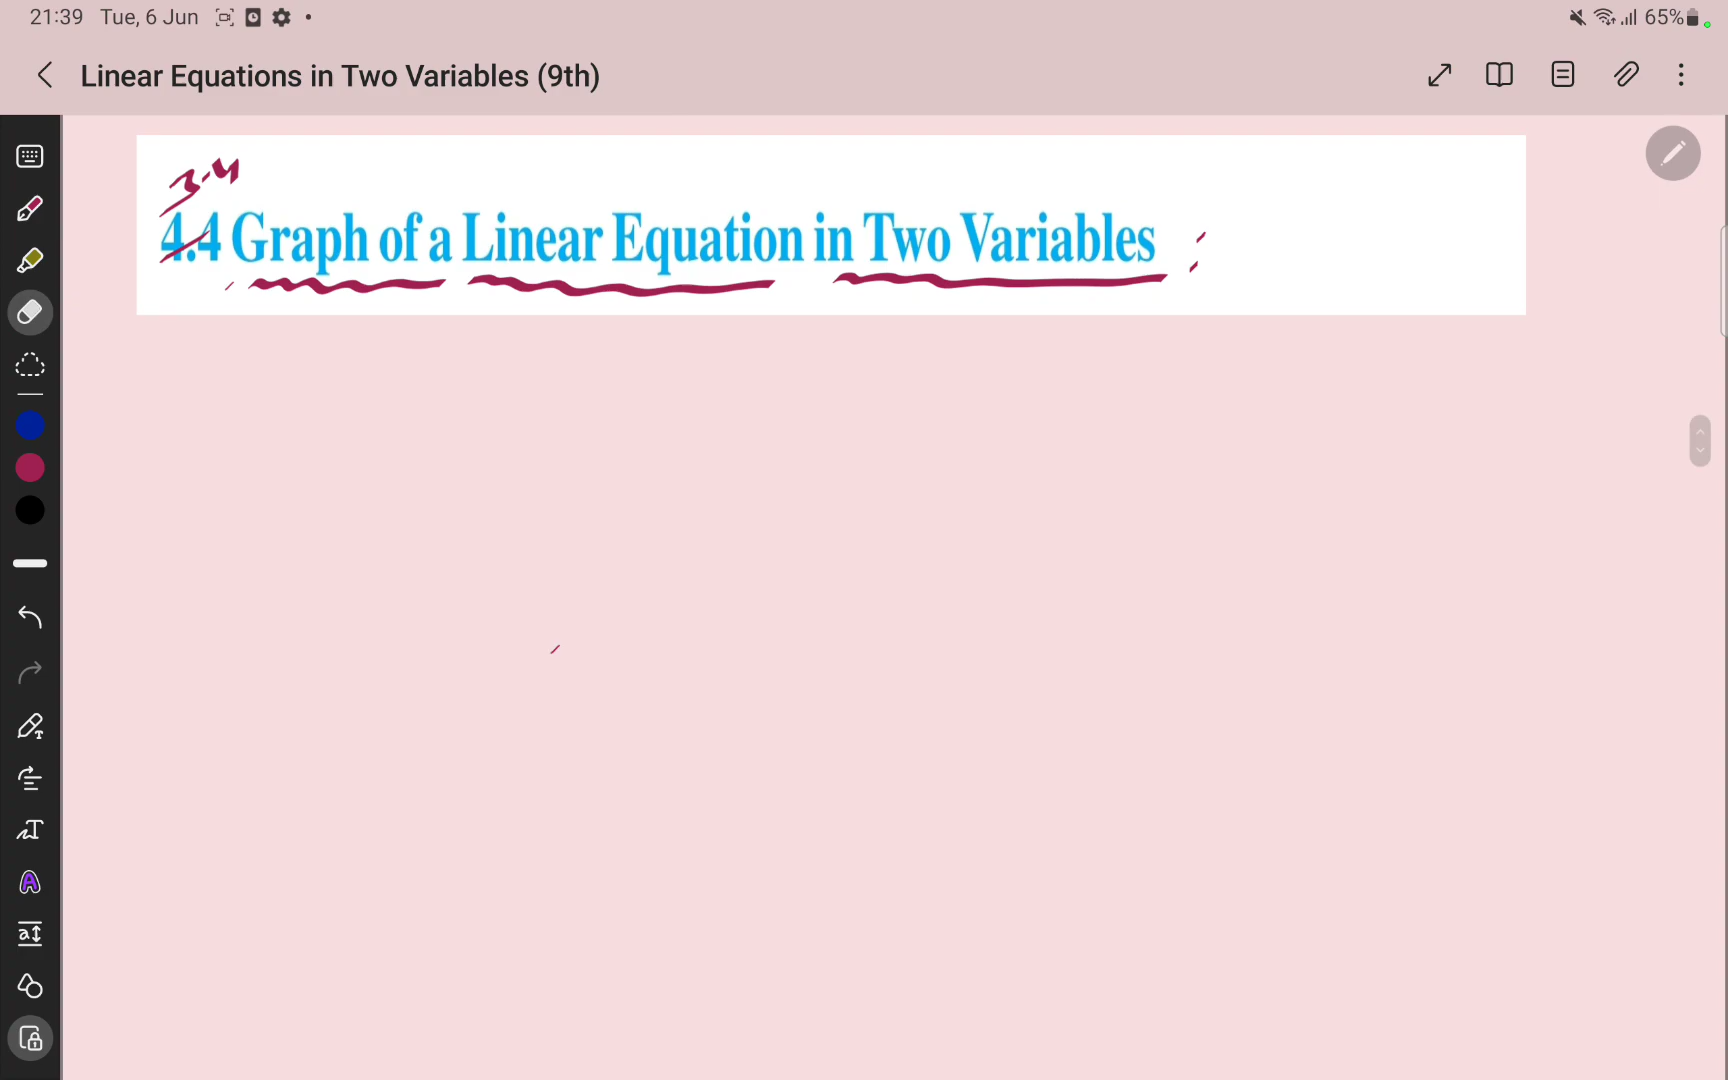 21:39 Tue, 6 Jun 65%
Linear Equations in Two Variables (9th)
3.4
4.4 Graph of a Linear Equation in Two Variables :